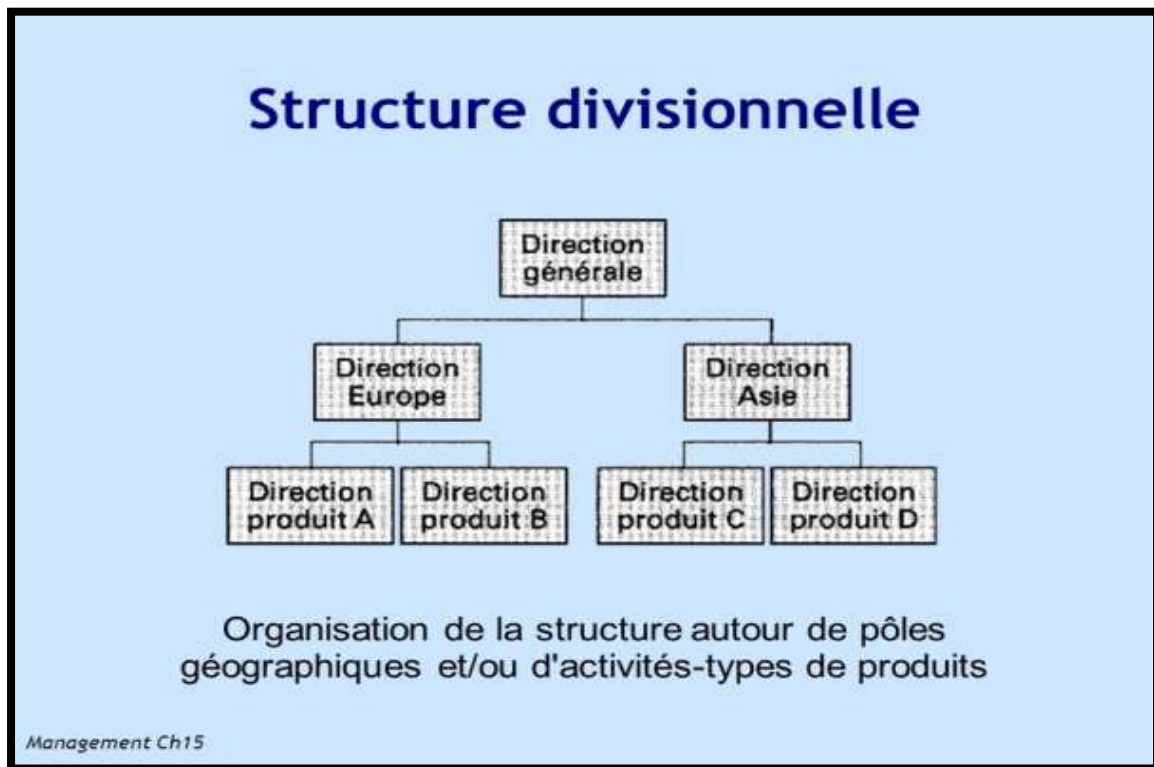 Structure divisionnelle
Direction
générale
Direction
Europe
Direction
Asie
Direction
produit A
Direction
produit B
Direction
produit C
Direction
produit D
Organisation de la structure autour de pôles
géographiques et/ou d'activités-types de produits
Management Ch15